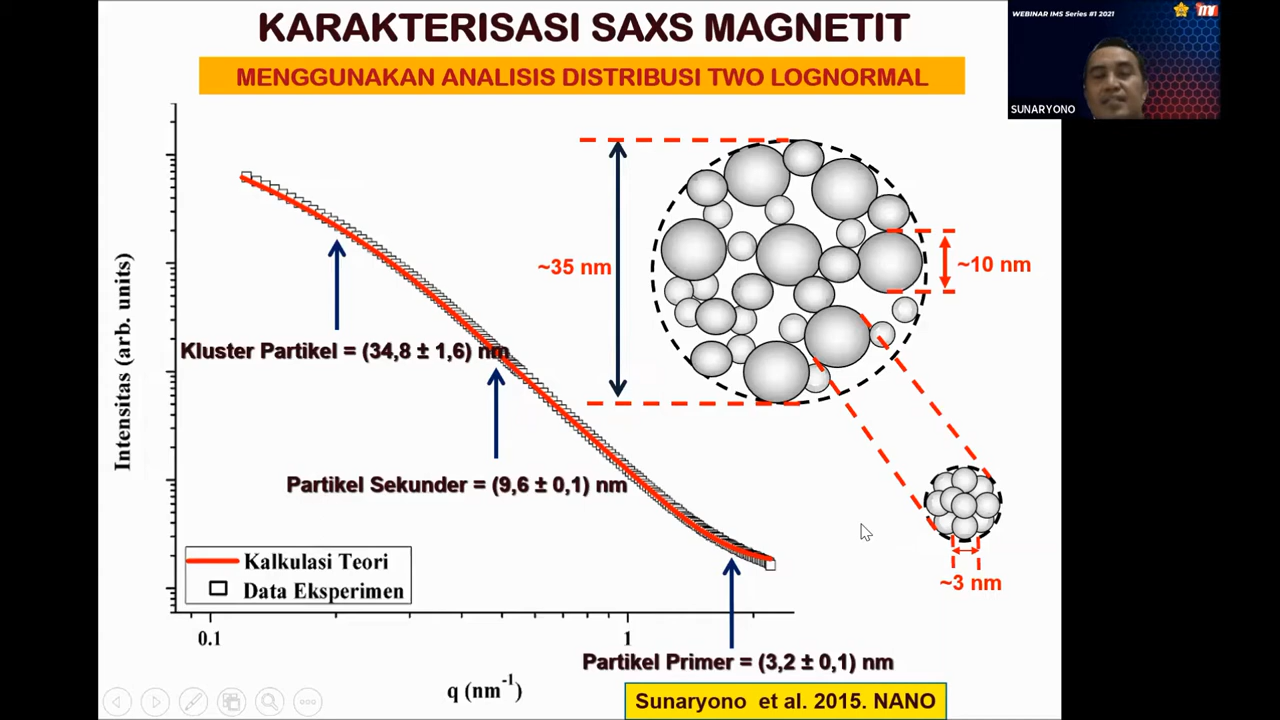 KARAKTERISASI SAXS MAGNETIT
MENGGUNAKAN ANALISIS DISTRIBUSI TWO LOGNORMAL
WEBINAR IMS Series #1 2021
SUNARYONO
Intensitas (arb. units)
~35 nm
~10 nm
Kluster Partikel = (34,8 ± 1,6) nm
Partikel Sekunder = (9,6 ± 0,1) nm
Kalkulasi Teori
Data Eksperimen
~3 nm
0.1
1
Partikel Primer = (3,2 ± 0,1) nm
q (nm⁻¹)
Sunaryono et al. 2015. NANO